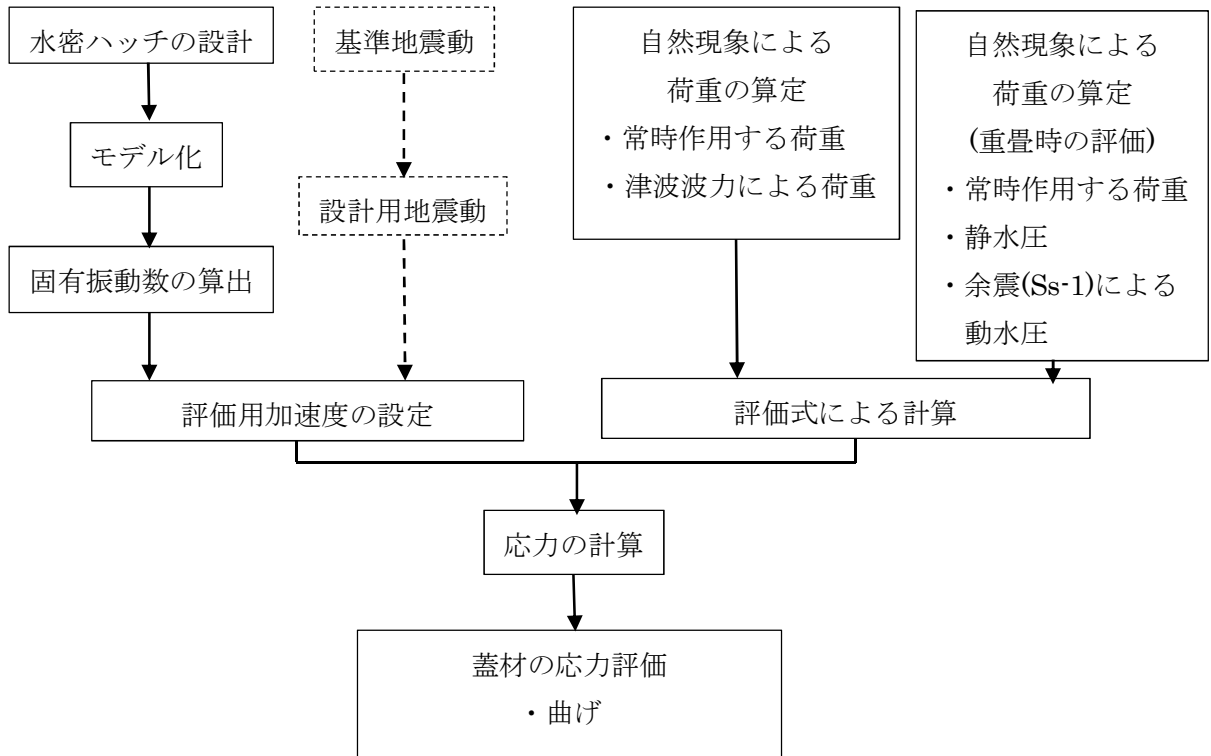 水密ハッチの設計
基準地震動
自然現象による
荷重の算定
・常時作用する荷重
・津波波力による荷重
自然現象による
荷重の算定
(重畳時の評価)
・常時作用する荷重
・静水圧
・余震(Ss-1)による
動水圧
モデル化
設計用地震動
固有振動数の算出
評価用加速度の設定
評価式による計算
応力の計算
蓋材の応力評価
・曲げ